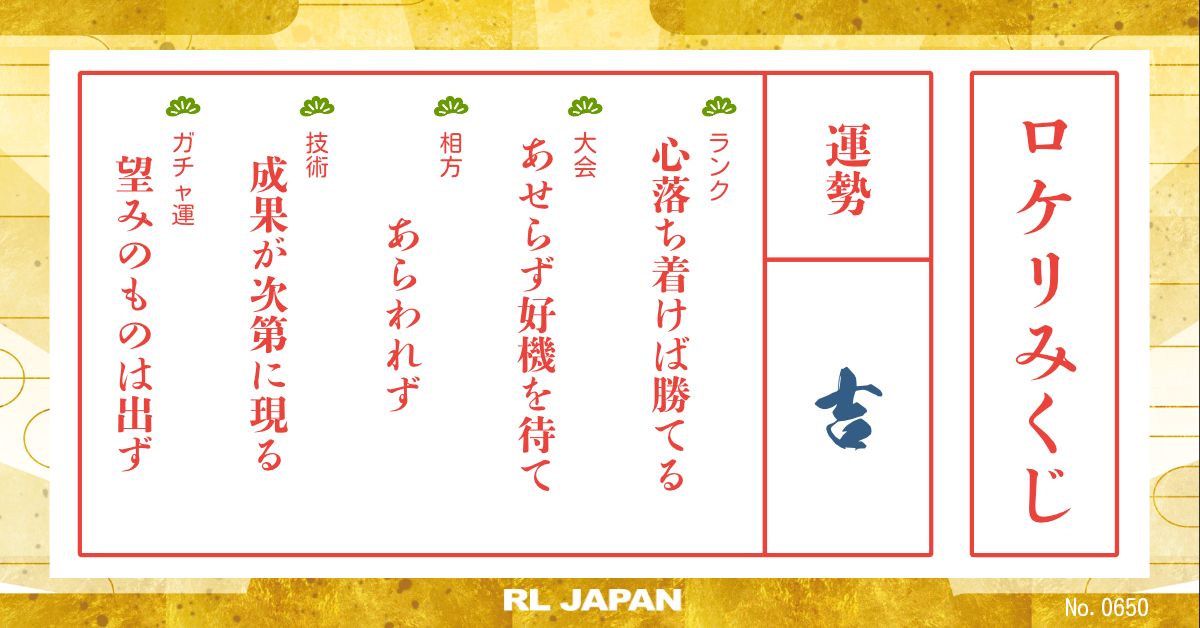 ロケリみくじ
運勢
吉
ランク
心落ち着けば勝てる
大会
あせらず好機を待て
相方
あらわれず
技術
成果が次第に現る
ガチャ運
望みのものは出ず
RL JAPAN
No. 0650